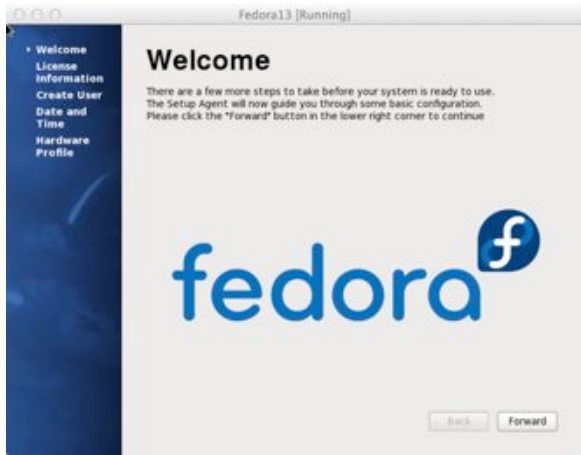 Fedora13 [Running]
Welcome
License
Information
Create User
Date and
Time
Hardware
Profile
Welcome
There are a few more steps to take before your system is ready to use.
The Setup Agent will now guide you through some basic configuration.
Please click the "Forward" button in the lower right corner to continue
fedora
Back
Forward